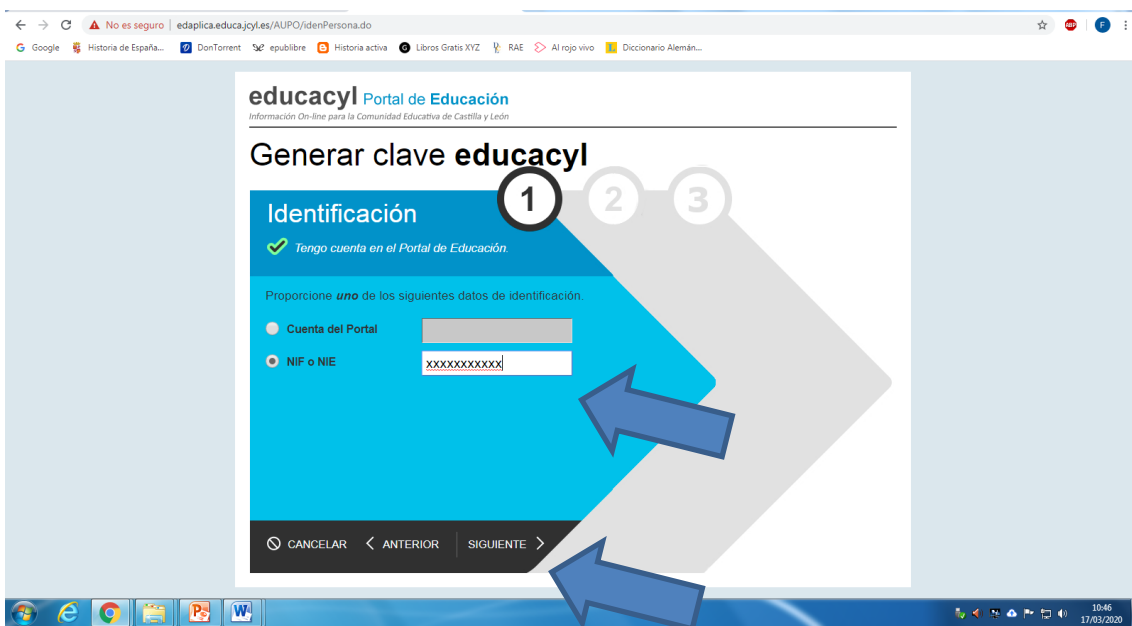 No es seguro | edaplica.educa.jcyl.es/AUPO/idenPersona.do
ABP
F
G Google Historia de España... DonTorrent epublibre Historia activa Libros Gratis XYZ RAE Al rojo vivo L Diccionario Alemán...
educacyl Portal de Educación
Información On-line para la Comunidad Educativa de Castilla y León
Generar clave educacyl
1 2 3
Identificación
Tengo cuenta en el Portal de Educación.
Proporcione uno de los siguientes datos de identificación.
Cuenta del Portal
NIF o NIE xxxxxxxxxxx
CANCELAR ANTERIOR SIGUIENTE
10:46
17/03/2020